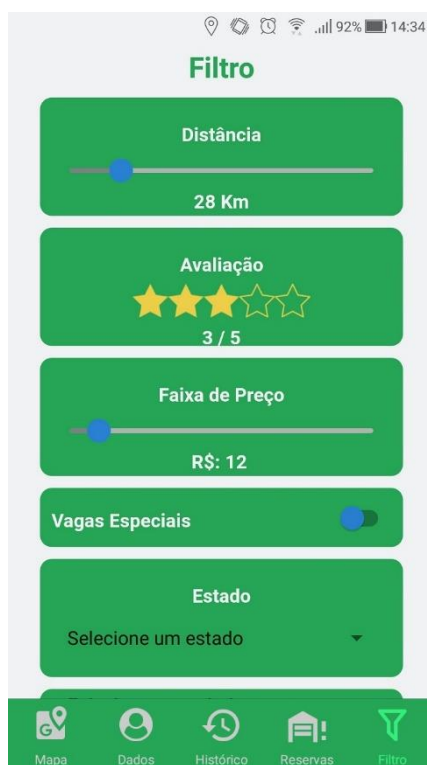 92% 14:34
Filtro
Distância
28 Km
Avaliação
3 / 5
Faixa de Preço
R$: 12
Vagas Especiais
Estado
Selecione um estado
G
Mapa Dados Histórico Reservas Filtro